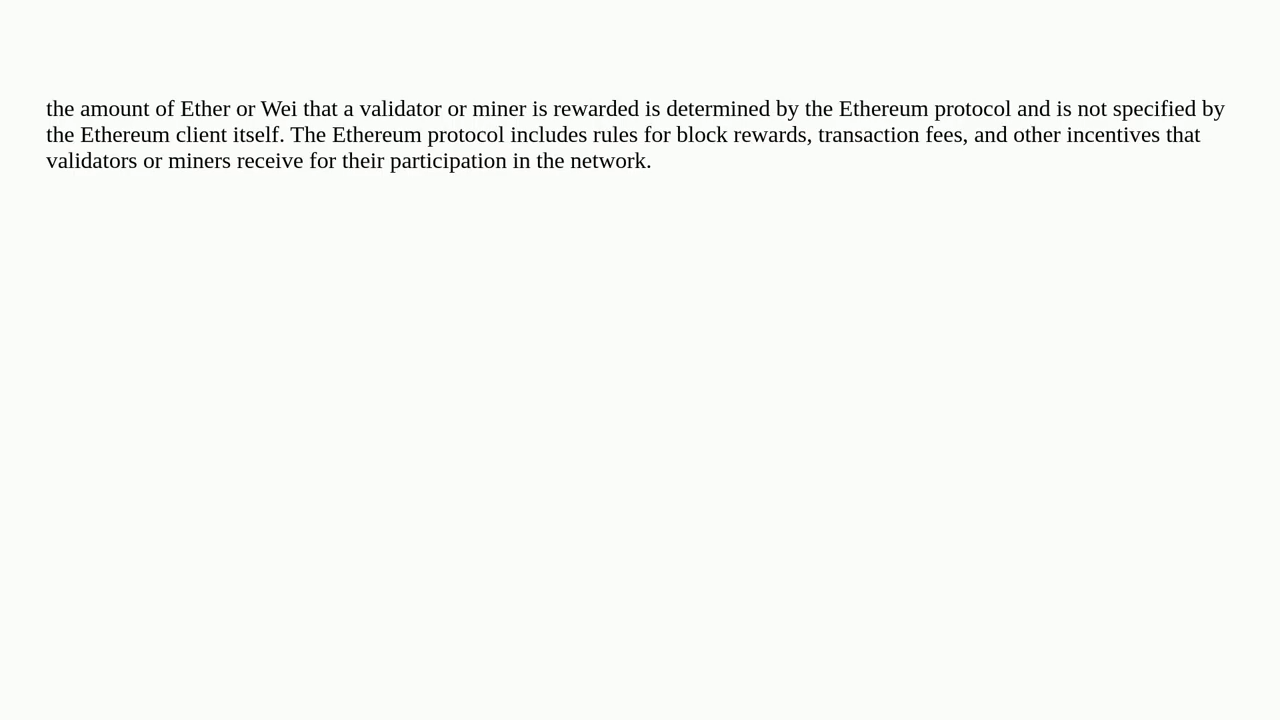 the amount of Ether or Wei that a validator or miner is rewarded is determined by the Ethereum protocol and is not specified by
the Ethereum client itself. The Ethereum protocol includes rules for block rewards, transaction fees, and other incentives that
validators or miners receive for their participation in the network.